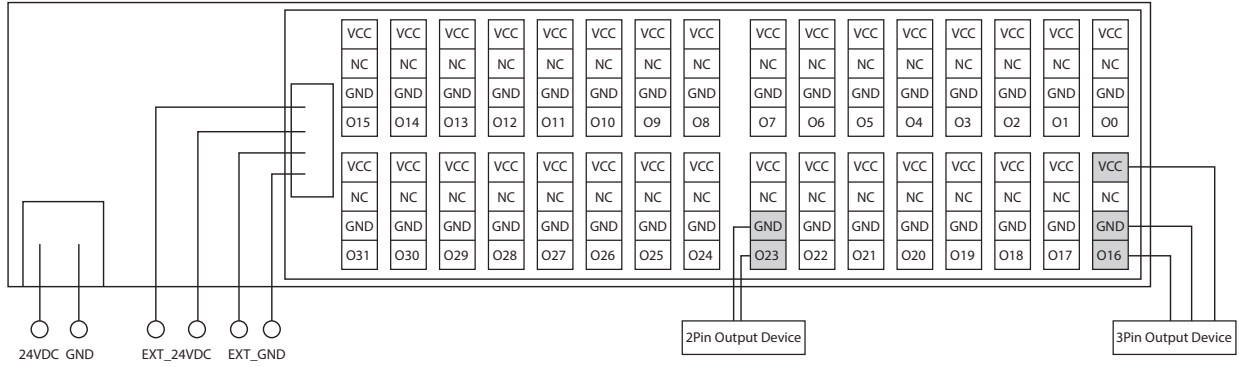 VCC VCC VCC VCC VCC VCC VCC VCC VCC VCC VCC VCC VCC VCC VCC VCC
NC NC NC NC NC NC NC NC NC NC NC NC NC NC NC NC
GND GND GND GND GND GND GND GND GND GND GND GND GND GND GND GND
O15 O14 O13 O12 O11 O10 O9 O8 O7 O6 O5 O4 O3 O2 O1 O0
VCC VCC VCC VCC VCC VCC VCC VCC VCC VCC VCC VCC VCC VCC VCC VCC
NC NC NC NC NC NC NC NC NC NC NC NC NC NC NC NC
GND GND GND GND GND GND GND GND GND GND GND GND GND GND GND GND
O31 O30 O29 O28 O27 O26 O25 O24 O23 O22 O21 O20 O19 O18 O17 O16
2Pin Output Device 3Pin Output Device
24VDC GND EXT_24VDC EXT_GND